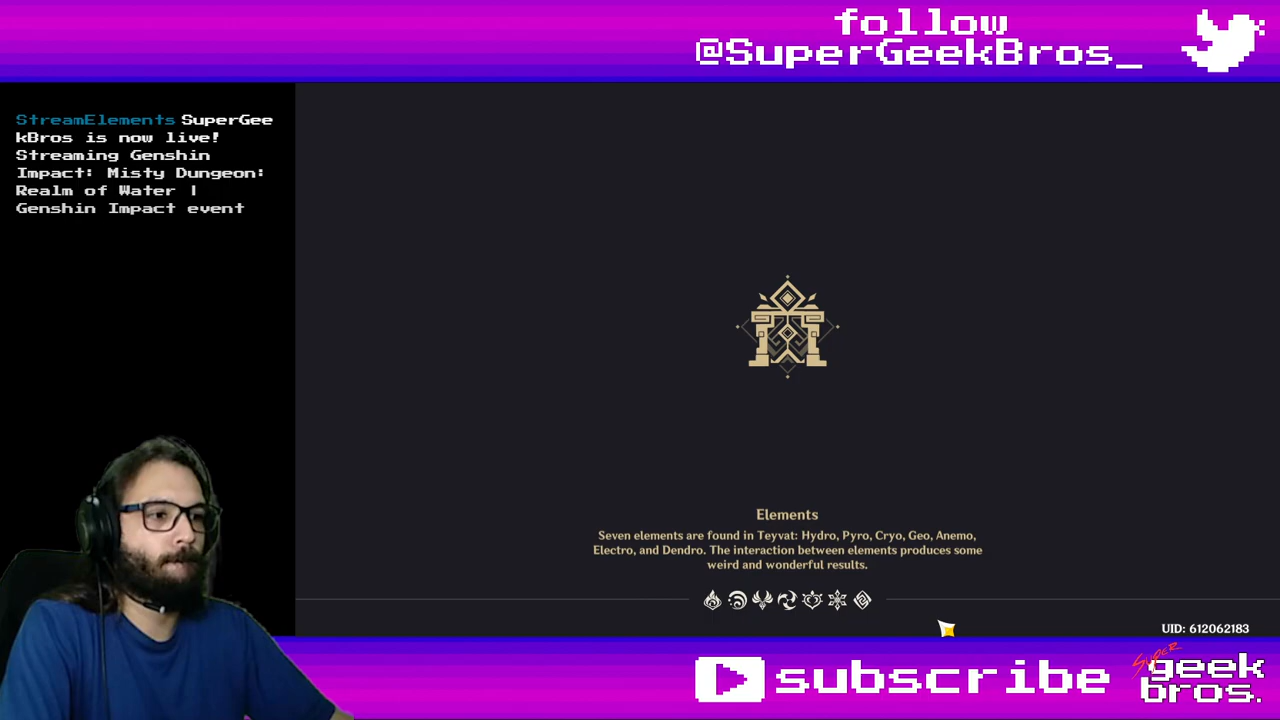 follow
@SuperGeekBros_
StreamElements SuperGee
kBros is now live!
Streaming Genshin
Impact: Misty Dungeon:
Realm of Water |
Genshin Impact event
Elements
Seven elements are found in Teyvat: Hydro, Pyro, Cryo, Geo, Anemo,
Electro, and Dendro. The interaction between elements produces some
weird and wonderful results.
UID: 612062183
subscribe
SUPER
geek
bros.